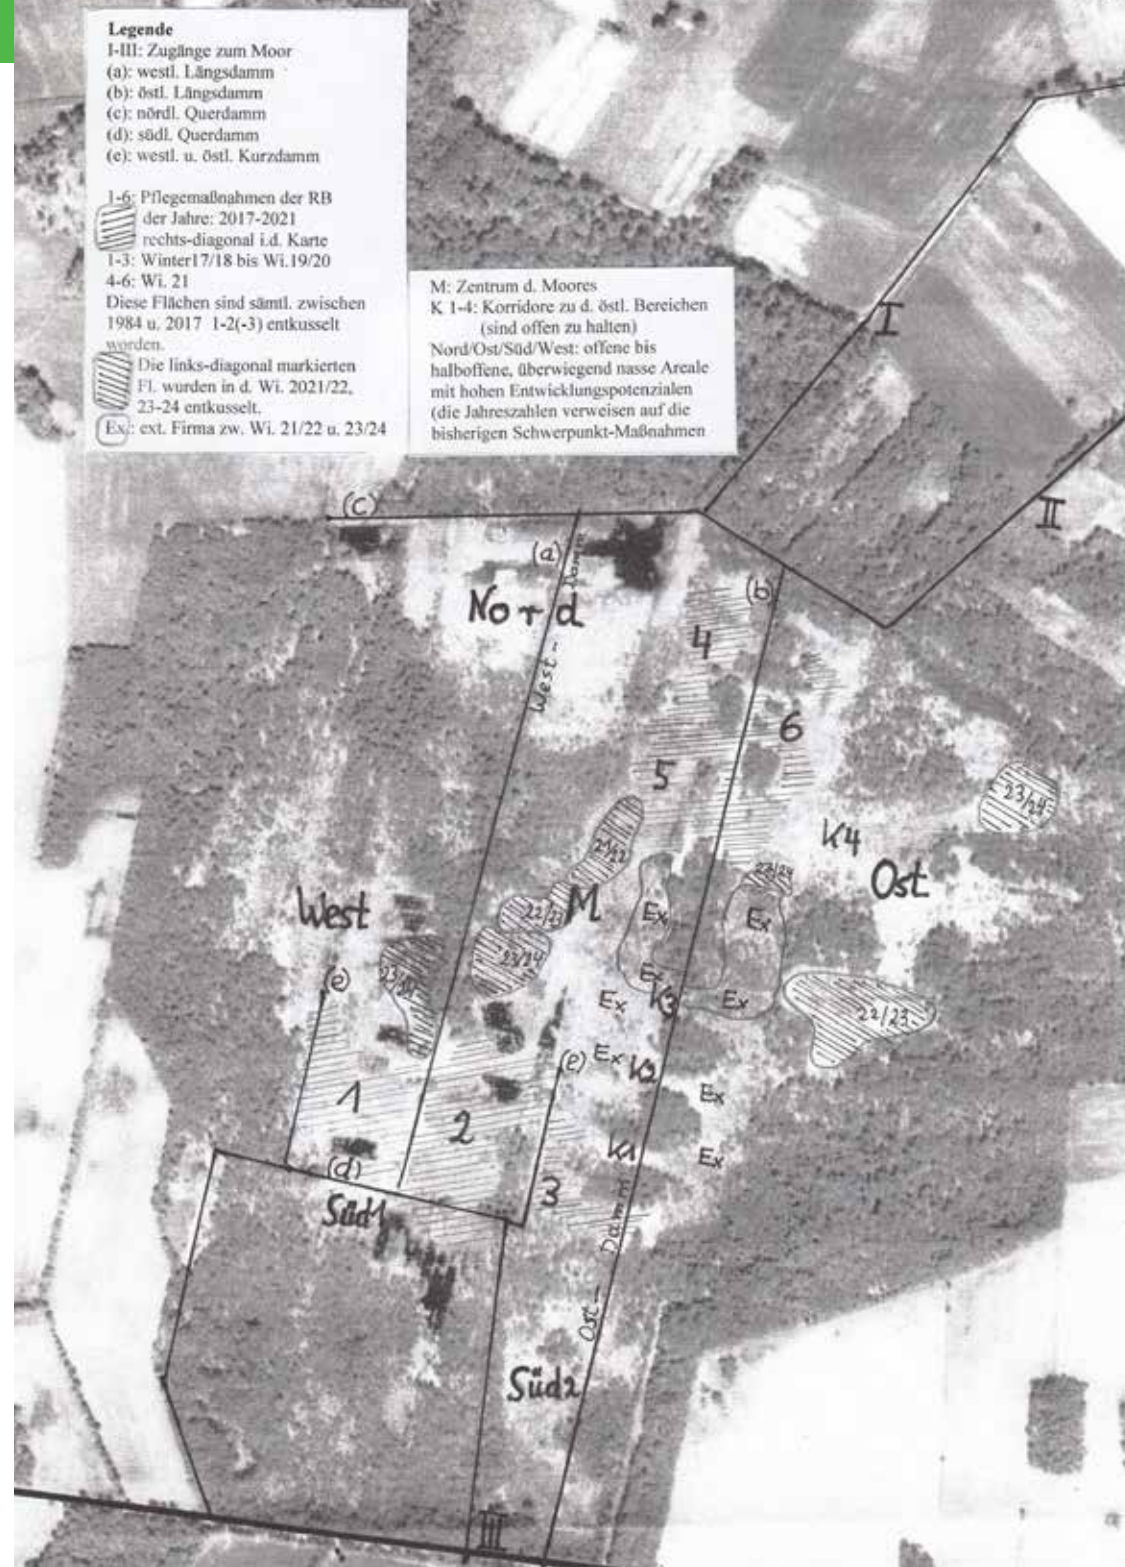 Legende
I-III: Zugänge zum Moor
(a): westl. Längsdamm
(b): östl. Längsdamm
(c): nördl. Querdamm
(d): südl. Querdamm
(e): westl. u. östl. Kurzdamm
1-6: Pflegemaßnahmen der RB
der Jahre: 2017-2021
rechts-diagonal i.d. Karte
1-3: Winter17/18 bis Wi.19/20
4-6: Wi. 21
Diese Flächen sind sämtl. zwischen
1984 u. 2017 1-2(-3) entkusselt
worden.
Die links-diagonal markierten
Fl. wurden in d. Wi. 2021/22,
23-24 entkusselt.
Ex.: ext. Firma zw. Wi. 21/22 u. 23/24
M: Zentrum d. Moores
K 1-4: Korridore zu d. östl. Bereichen
(sind offen zu halten)
Nord/Ost/Süd/West: offene bis
halboffene, überwiegend nasse Areale
mit hohen Entwicklungspotenzialen
(die Jahreszahlen verweisen auf die
bisherigen Schwerpunkt-Maßnahmen
I
II
(c)
(a)
West-Damm
(b)
Nord
4
6
5
23/24
K4
21/22
23/24
Ost
West
M
22/23
Ex
Ex
23/24
Ex
(e)
K3
Ex
Ex
22/23
Ex
(e)
K2
Ex
1
2
K1
Ex
(d)
3
Süd1
Ost-Damm
Süd2
III